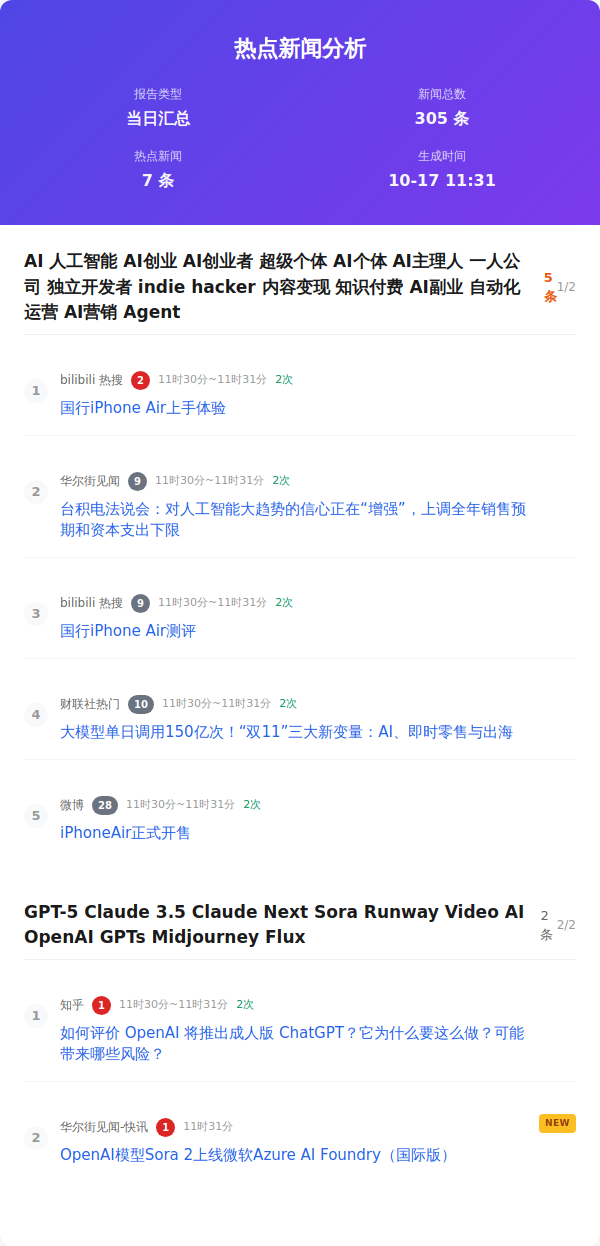 热点新闻分析
报告类型
当日汇总
新闻总数
305 条
热点新闻
7 条
生成时间
10-17 11:31
AI 人工智能 AI创业 AI创业者 超级个体 AI个体 AI主理人 一人公
司 独立开发者 indie hacker 内容变现 知识付费 AI副业 自动化
运营 AI营销 Agent
5
条
1/2
1
bilibili 热搜 2 11时30分~11时31分 2次
国行iPhone Air上手体验
2
华尔街见闻 9 11时30分~11时31分 2次
台积电法说会：对人工智能大趋势的信心正在“增强”，上调全年销售预
期和资本支出下限
3
bilibili 热搜 9 11时30分~11时31分 2次
国行iPhone Air测评
4
财联社热门 10 11时30分~11时31分 2次
大模型单日调用150亿次！“双11”三大新变量：AI、即时零售与出海
5
微博 28 11时30分~11时31分 2次
iPhoneAir正式开售
GPT-5 Claude 3.5 Claude Next Sora Runway Video AI
OpenAI GPTs Midjourney Flux
2
条
2/2
1
知乎 1 11时30分~11时31分 2次
如何评价 OpenAI 将推出成人版 ChatGPT？它为什么要这么做？可能
带来哪些风险？
2
华尔街见闻-快讯 1 11时31分
NEW
OpenAI模型Sora 2上线微软Azure AI Foundry（国际版）